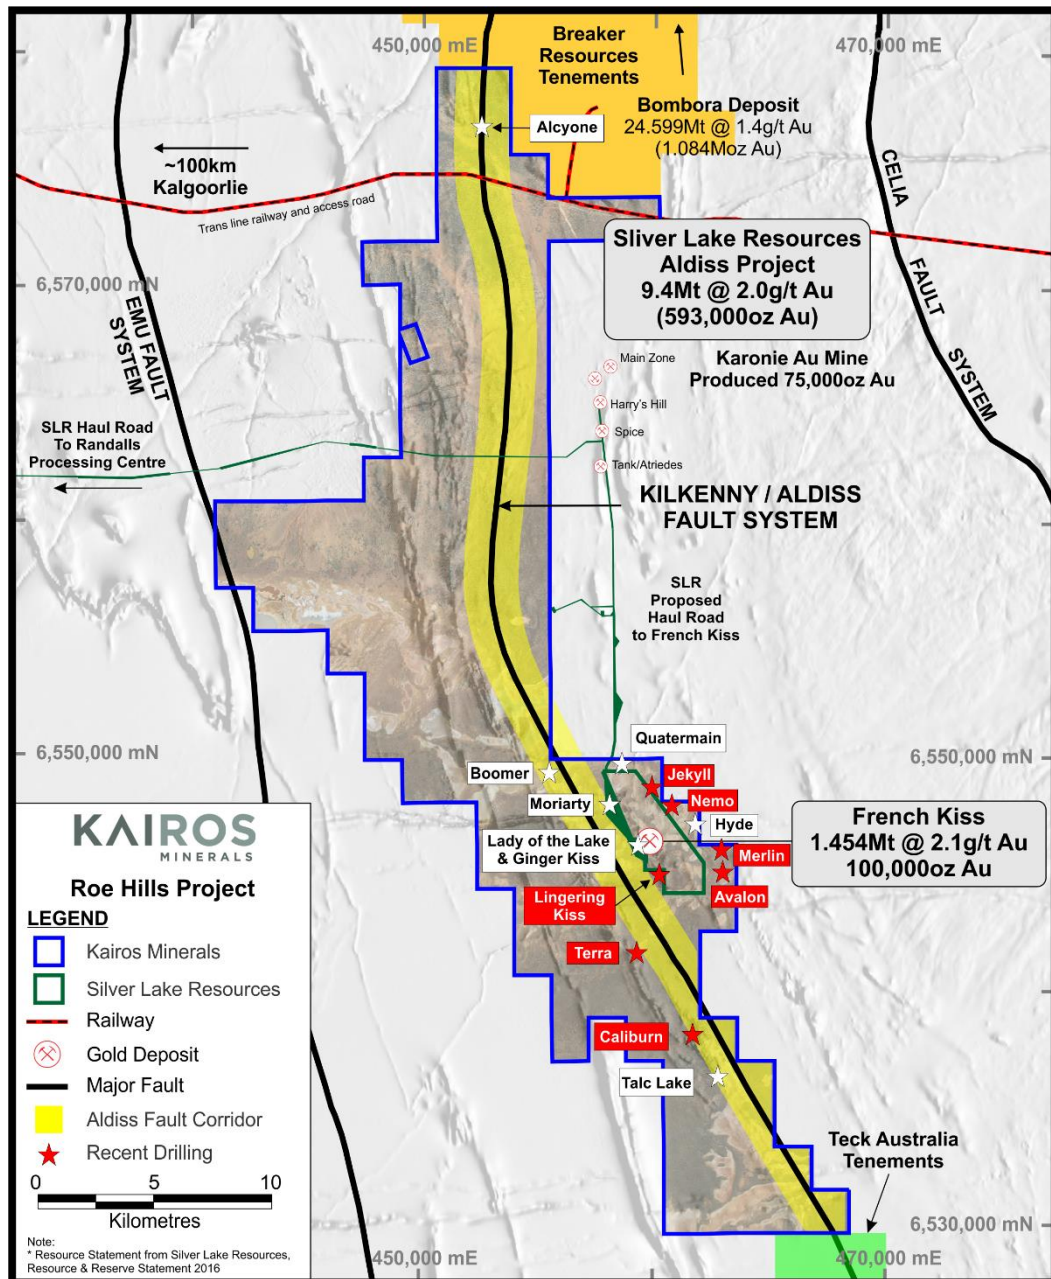 450,000 mE
470,000 mE
Breaker
Resources
Tenements
Bombora Deposit
24.599Mt @ 1.4g/t Au
(1.084Moz Au)
Alcyone
~100km
Kalgoorlie
Trans line railway and access road
CELIA
FAULT
SYSTEM
Sliver Lake Resources
Aldiss Project
9.4Mt @ 2.0g/t Au
(593,000oz Au)
6,570,000 mN
EMU FAULT
SYSTEM
Main Zone
Karonie Au Mine
Produced 75,000oz Au
Harry's Hill
Spice
Tank/Atriedes
SLR Haul Road
To Randalls
Processing Centre
KILKENNY / ALDISS
FAULT SYSTEM
SLR
Proposed
Haul Road
to French Kiss
6,550,000 mN
6,550,000 mN
Quatermain
Boomer
Jekyll
Moriarty
Nemo
Hyde
Lady of the Lake
& Ginger Kiss
French Kiss
1.454Mt @ 2.1g/t Au
100,000oz Au
Merlin
Avalon
Lingering
Kiss
Terra
Caliburn
Talc Lake
Teck Australia
Tenements
6,530,000 mN
450,000 mE
470,000 mE
KAIROS
MINERALS
Roe Hills Project
LEGEND
Kairos Minerals
Silver Lake Resources
Railway
Gold Deposit
Major Fault
Aldiss Fault Corridor
Recent Drilling
0 5 10
Kilometres
Note:
* Resource Statement from Silver Lake Resources,
Resource & Reserve Statement 2016